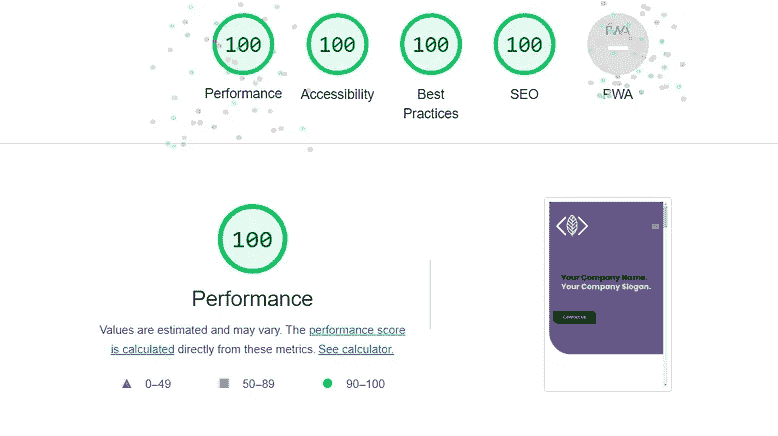 100 100 100 100 PWA
Performance Accessibility Best SEO PWA
Practices
100
Performance
Values are estimated and may vary. The performance score
is calculated directly from these metrics. See calculator.
0–49 50–89 90–100
Your Company Name.
Your Company Slogan.
Contact Us